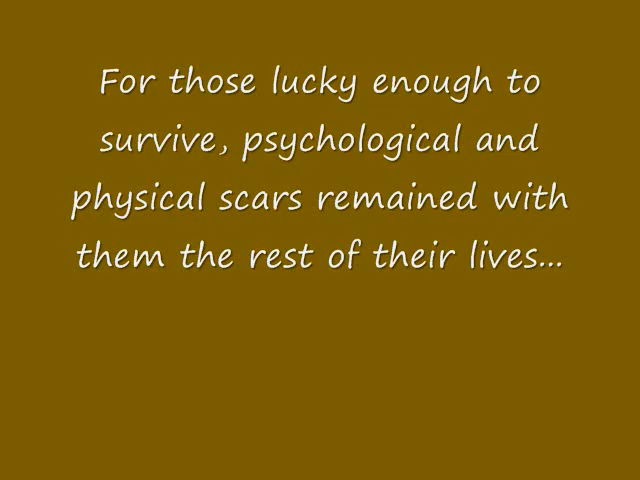 For those lucky enough to
survive, psychological and
physical scars remained with
them the rest of their lives...